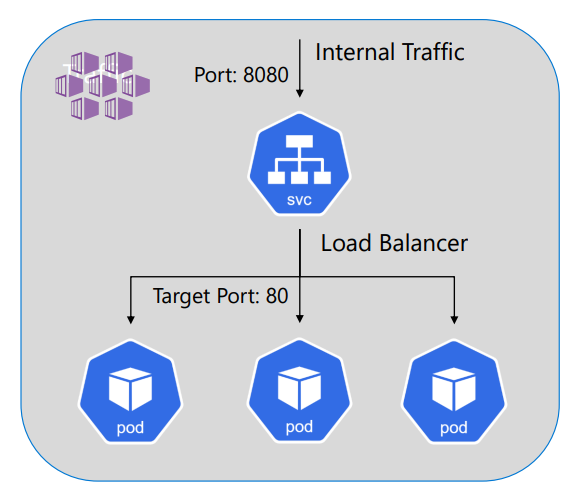 Internal Traffic
Port: 8080
svc
Load Balancer
Target Port: 80
pod
pod
pod